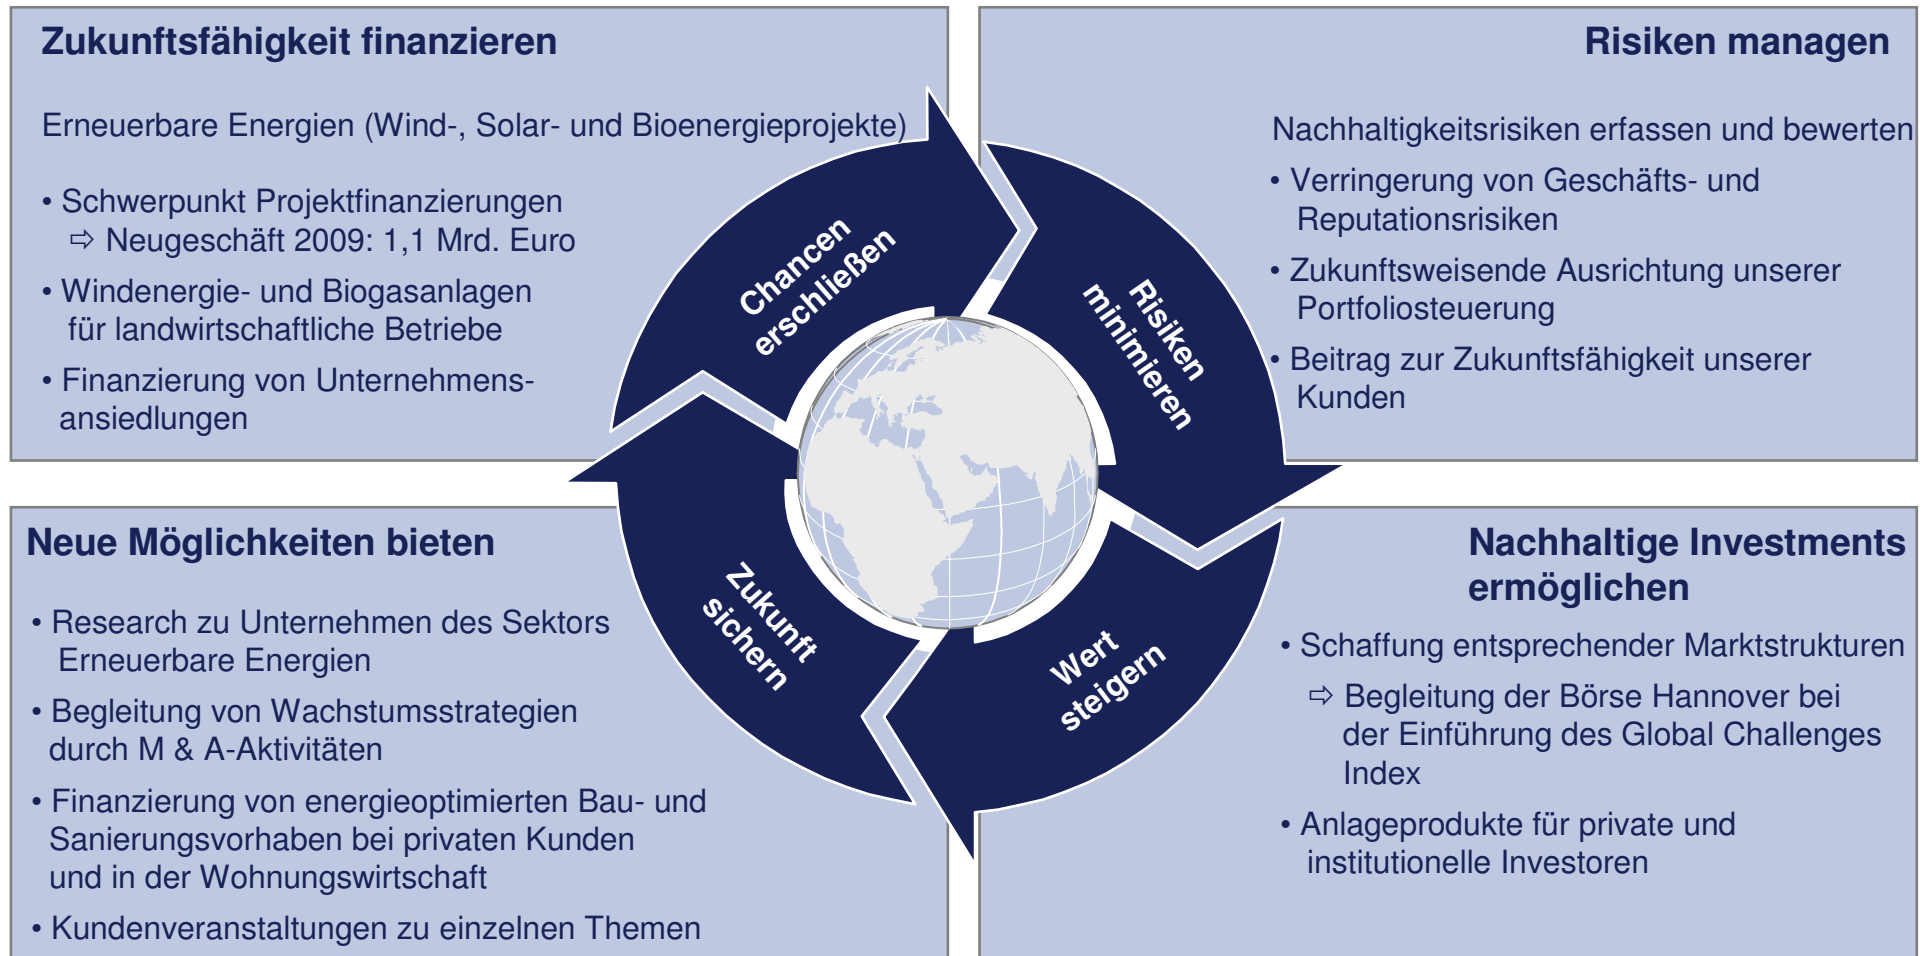 Zukunftsfähigkeit finanzieren
Erneuerbare Energien (Wind-, Solar- und Bioenergieprojekte)
• Schwerpunkt Projektfinanzierungen
⇨ Neugeschäft 2009: 1,1 Mrd. Euro
• Windenergie- und Biogasanlagen
für landwirtschaftliche Betriebe
• Finanzierung von Unternehmens-
ansiedlungen
Risiken managen
Nachhaltigkeitsrisiken erfassen und bewerten
• Verringerung von Geschäfts- und
Reputationsrisiken
• Zukunftsweisende Ausrichtung unserer
Portfoliosteuerung
• Beitrag zur Zukunftsfähigkeit unserer
Kunden
Chancen
erschließen
Risiken
minimieren
Zukunft
sichern
Wert
steigern
Neue Möglichkeiten bieten
• Research zu Unternehmen des Sektors
Erneuerbare Energien
• Begleitung von Wachstumsstrategien
durch M & A-Aktivitäten
• Finanzierung von energieoptimierten Bau- und
Sanierungsvorhaben bei privaten Kunden
und in der Wohnungswirtschaft
• Kundenveranstaltungen zu einzelnen Themen
Nachhaltige Investments
ermöglichen
• Schaffung entsprechender Marktstrukturen
⇨ Begleitung der Börse Hannover bei
der Einführung des Global Challenges
Index
• Anlageprodukte für private und
institutionelle Investoren